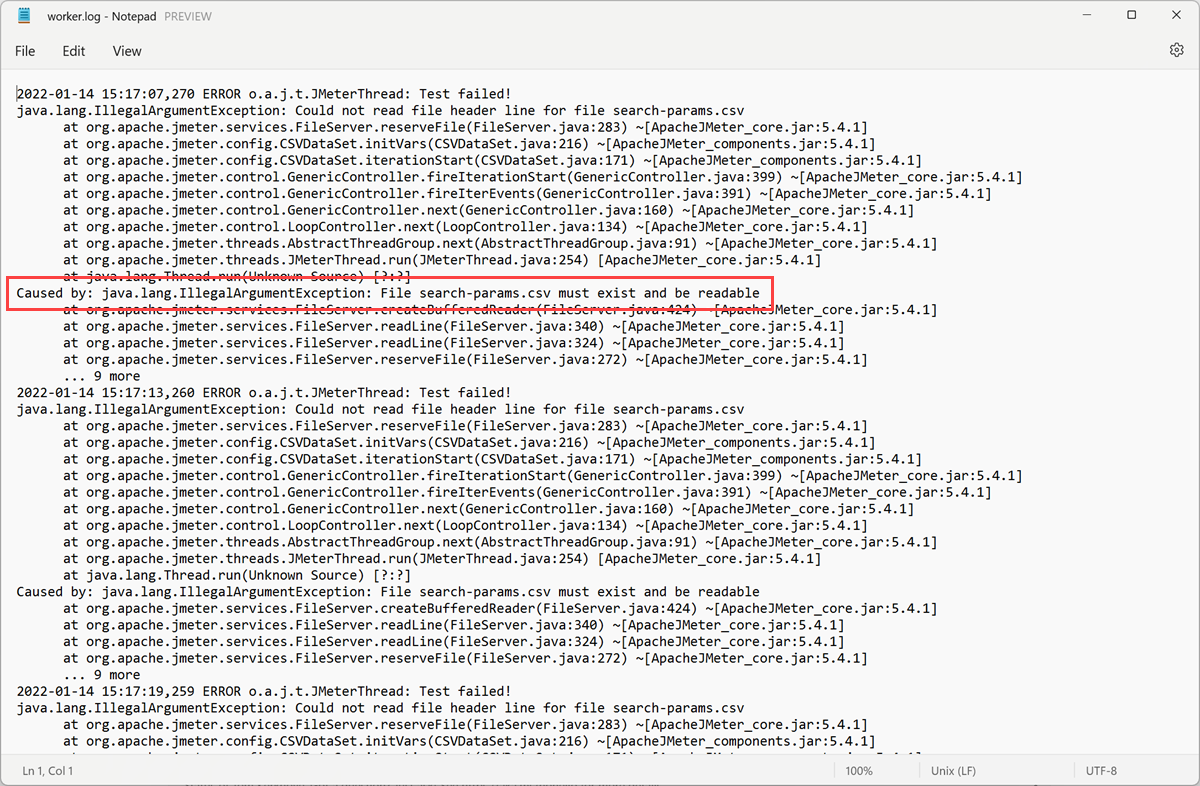 worker.log - Notepad PREVIEW
File Edit View
2022-01-14 15:17:07,270 ERROR o.a.j.t.JMeterThread: Test failed!
java.lang.IllegalArgumentException: Could not read file header line for file search-params.csv
at org.apache.jmeter.services.FileServer.reserveFile(FileServer.java:283) ~[ApacheJMeter_core.jar:5.4.1]
at org.apache.jmeter.config.CSVDataSet.initVars(CSVDataSet.java:216) ~[ApacheJMeter_components.jar:5.4.1]
at org.apache.jmeter.config.CSVDataSet.iterationStart(CSVDataSet.java:171) ~[ApacheJMeter_components.jar:5.4.1]
at org.apache.jmeter.control.GenericController.fireIterationStart(GenericController.java:399) ~[ApacheJMeter_core.jar:5.4.1]
at org.apache.jmeter.control.GenericController.fireIterEvents(GenericController.java:391) ~[ApacheJMeter_core.jar:5.4.1]
at org.apache.jmeter.control.GenericController.next(GenericController.java:160) ~[ApacheJMeter_core.jar:5.4.1]
at org.apache.jmeter.control.LoopController.next(LoopController.java:134) ~[ApacheJMeter_core.jar:5.4.1]
at org.apache.jmeter.threads.AbstractThreadGroup.next(AbstractThreadGroup.java:91) ~[ApacheJMeter_core.jar:5.4.1]
at org.apache.jmeter.threads.JMeterThread.run(JMeterThread.java:254) [ApacheJMeter_core.jar:5.4.1]
at java.lang.Thread.run(Unknown Source) [?:?]
Caused by: java.lang.IllegalArgumentException: File search-params.csv must exist and be readable
at org.apache.jmeter.services.FileServer.createBufferedReader(FileServer.java:424) ~[ApacheJMeter_core.jar:5.4.1]
at org.apache.jmeter.services.FileServer.readLine(FileServer.java:340) ~[ApacheJMeter_core.jar:5.4.1]
at org.apache.jmeter.services.FileServer.readLine(FileServer.java:324) ~[ApacheJMeter_core.jar:5.4.1]
at org.apache.jmeter.services.FileServer.reserveFile(FileServer.java:272) ~[ApacheJMeter_core.jar:5.4.1]
... 9 more
2022-01-14 15:17:13,260 ERROR o.a.j.t.JMeterThread: Test failed!
java.lang.IllegalArgumentException: Could not read file header line for file search-params.csv
at org.apache.jmeter.services.FileServer.reserveFile(FileServer.java:283) ~[ApacheJMeter_core.jar:5.4.1]
at org.apache.jmeter.config.CSVDataSet.initVars(CSVDataSet.java:216) ~[ApacheJMeter_components.jar:5.4.1]
at org.apache.jmeter.config.CSVDataSet.iterationStart(CSVDataSet.java:171) ~[ApacheJMeter_components.jar:5.4.1]
at org.apache.jmeter.control.GenericController.fireIterationStart(GenericController.java:399) ~[ApacheJMeter_core.jar:5.4.1]
at org.apache.jmeter.control.GenericController.fireIterEvents(GenericController.java:391) ~[ApacheJMeter_core.jar:5.4.1]
at org.apache.jmeter.control.GenericController.next(GenericController.java:160) ~[ApacheJMeter_core.jar:5.4.1]
at org.apache.jmeter.control.LoopController.next(LoopController.java:134) ~[ApacheJMeter_core.jar:5.4.1]
at org.apache.jmeter.threads.AbstractThreadGroup.next(AbstractThreadGroup.java:91) ~[ApacheJMeter_core.jar:5.4.1]
at org.apache.jmeter.threads.JMeterThread.run(JMeterThread.java:254) [ApacheJMeter_core.jar:5.4.1]
at java.lang.Thread.run(Unknown Source) [?:?]
Caused by: java.lang.IllegalArgumentException: File search-params.csv must exist and be readable
at org.apache.jmeter.services.FileServer.createBufferedReader(FileServer.java:424) ~[ApacheJMeter_core.jar:5.4.1]
at org.apache.jmeter.services.FileServer.readLine(FileServer.java:340) ~[ApacheJMeter_core.jar:5.4.1]
at org.apache.jmeter.services.FileServer.readLine(FileServer.java:324) ~[ApacheJMeter_core.jar:5.4.1]
at org.apache.jmeter.services.FileServer.reserveFile(FileServer.java:272) ~[ApacheJMeter_core.jar:5.4.1]
... 9 more
2022-01-14 15:17:19,259 ERROR o.a.j.t.JMeterThread: Test failed!
java.lang.IllegalArgumentException: Could not read file header line for file search-params.csv
at org.apache.jmeter.services.FileServer.reserveFile(FileServer.java:283) ~[ApacheJMeter_core.jar:5.4.1]
at org.apache.jmeter.config.CSVDataSet.initVars(CSVDataSet.java:216) ~[ApacheJMeter_components.jar:5.4.1]
Ln 1, Col 1 100% Unix (LF) UTF-8